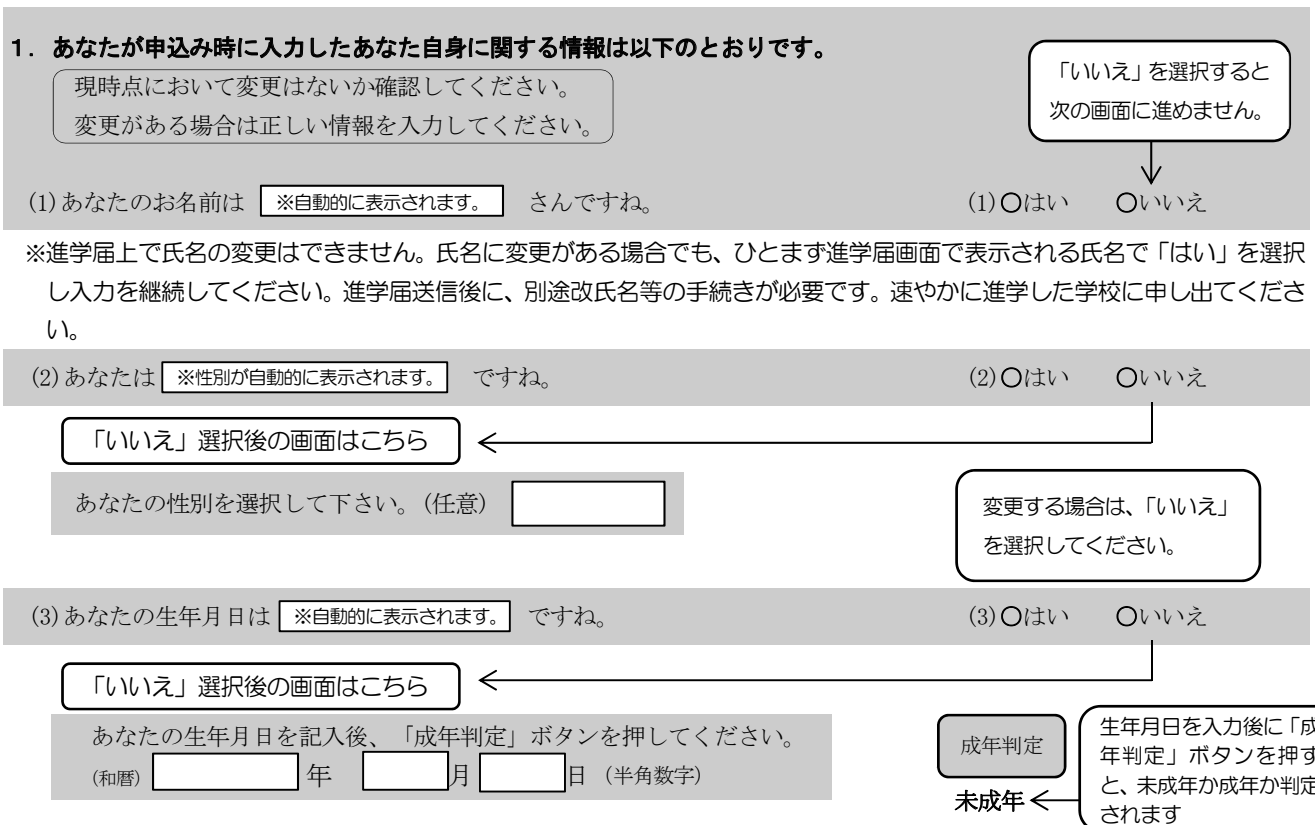 1. あなたが申込み時に入力したあなた自身に関する情報は以下のとおりです。
現時点において変更はないか確認してください。
変更がある場合は正しい情報を入力してください。
「いいえ」を選択すると
次の画面に進めません。
(1)あなたのお名前は ※自動的に表示されます。 さんですね。 (1)○はい ○いいえ
※進学届上で氏名の変更はできません。氏名に変更がある場合でも、ひとまず進学届画面で表示される氏名で「はい」を選択
し入力を継続してください。進学届送信後に、別途改氏名等の手続きが必要です。速やかに進学した学校に申し出てくださ
い。
(2)あなたは ※性別が自動的に表示されます。 ですね。 (2)○はい ○いいえ
「いいえ」選択後の画面はこちら
あなたの性別を選択して下さい。(任意)
変更する場合は、「いいえ」
を選択してください。
(3)あなたの生年月日は ※自動的に表示されます。 ですね。 (3)○はい ○いいえ
「いいえ」選択後の画面はこちら
あなたの生年月日を記入後、「成年判定」ボタンを押してください。
(和暦) 年 月 日 (半角数字)
成年判定
未成年
生年月日を入力後に「成
年判定」ボタンを押す
と、未成年か成年か判定
されます